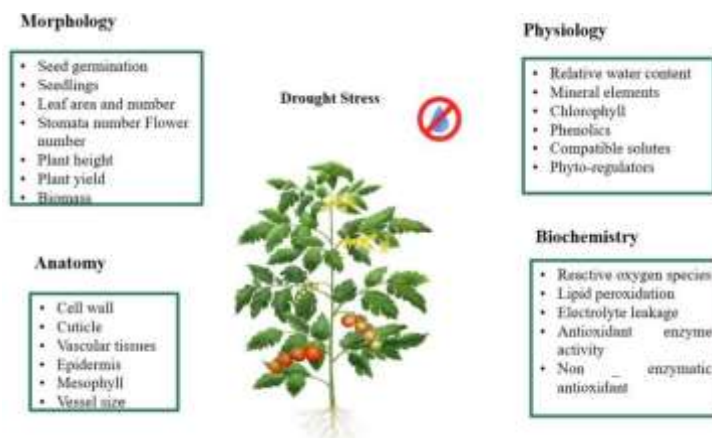 Morphology
• Seed germination
• Seedlings
• Leaf area and number
• Stomata number Flower
number
• Plant height
• Plant yield
• Biomass
Drought Stress
Physiology
• Relative water content
• Mineral elements
• Chlorophyll
• Phenolics
• Compatible solutes
• Phyto-regulators
Anatomy
• Cell wall
• Cuticle
• Vascular tissues
• Epidermis
• Mesophyll
• Vessel size
Biochemistry
• Reactive oxygen species
• Lipid peroxidation
• Electrolyte leakage
• Antioxidant enzyme
activity
• Non _ enzymatic
antioxidant